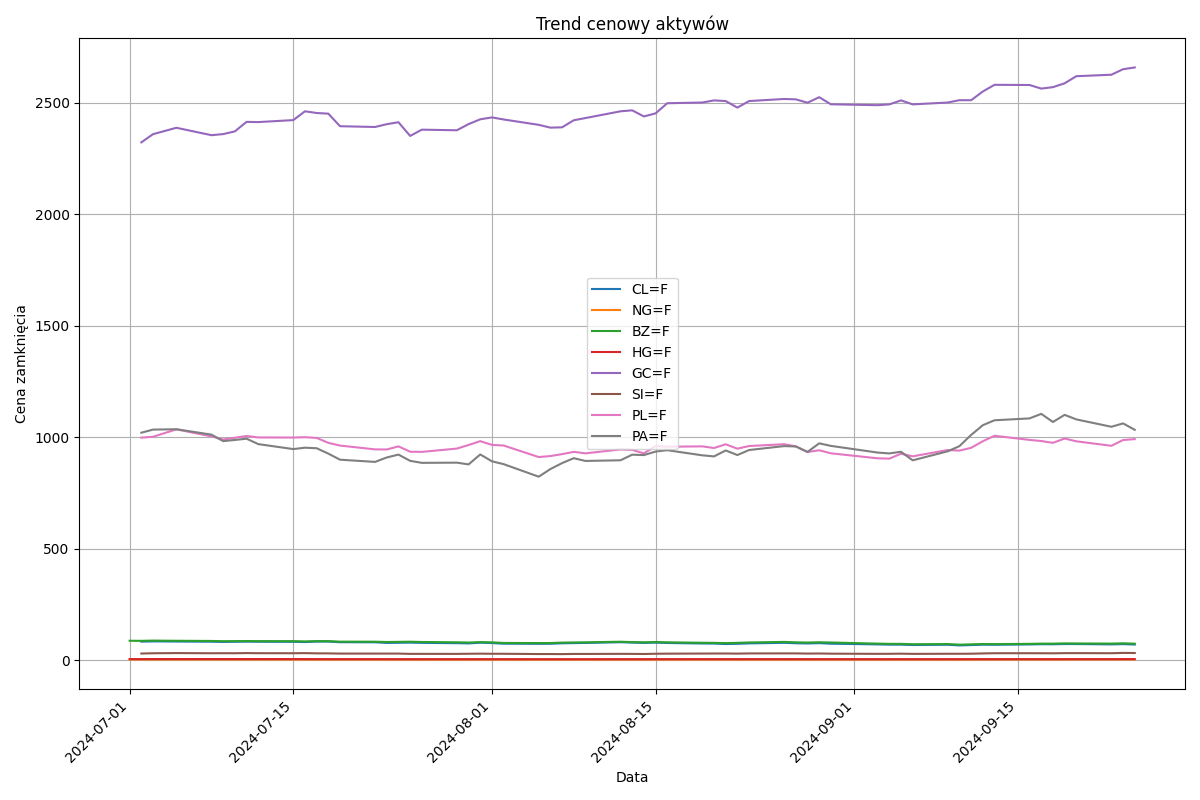 Trend cenowy aktywów
Cena zamknięcia
2500
2000
1500
1000
500
0
CL=F
NG=F
BZ=F
HG=F
GC=F
SI=F
PL=F
PA=F
2024-07-01
2024-07-15
2024-08-01
2024-08-15
2024-09-01
2024-09-15
Data